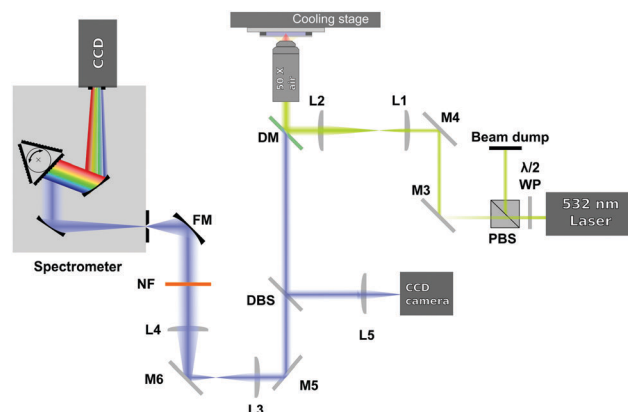 Cooling stage
CCD
50 X
air
L2
L1
M4
DM
Beam dump
λ/2
WP
M3
532 nm
Laser
PBS
FM
Spectrometer
NF
DBS
CCD
camera
L4
L5
M6
M5
L3